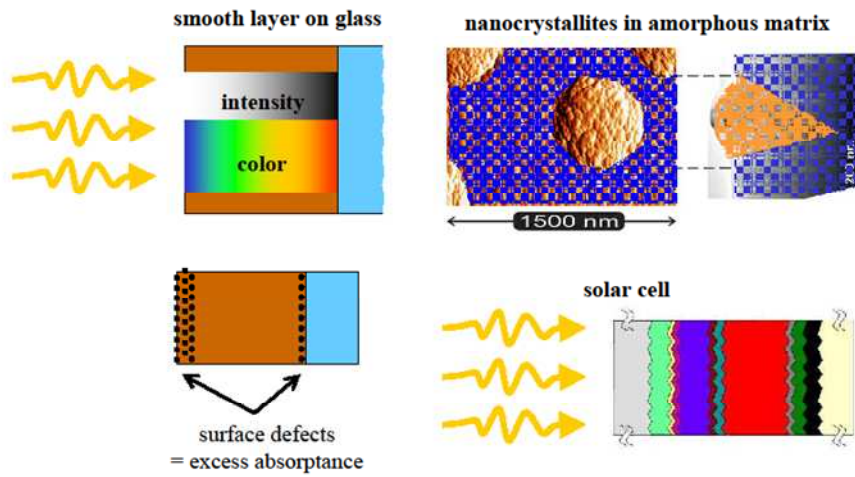 smooth layer on glass
nanocrystallites in amorphous matrix
intensity
color
1500 nm
solar cell
surface defects
= excess absorptance